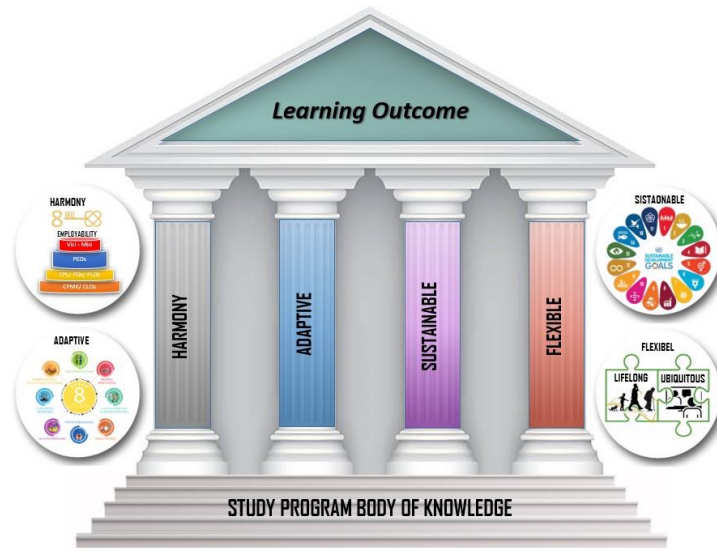 Learning Outcome
HARMONY
EMPLOYABILITY
Visi - Misi
PEOs
CPL/ POs/ PLOs
CPMK/ CLOs
ADAPTIVE
8
HARMONY
ADAPTIVE
SUSTAINABLE
FLEXIBLE
SISTAONABLE
SUSTAINABLE
DEVELOPMENT
GOALS
FLEXIBEL
LIFELONG
UBIQUITOUS
STUDY PROGRAM BODY OF KNOWLEDGE